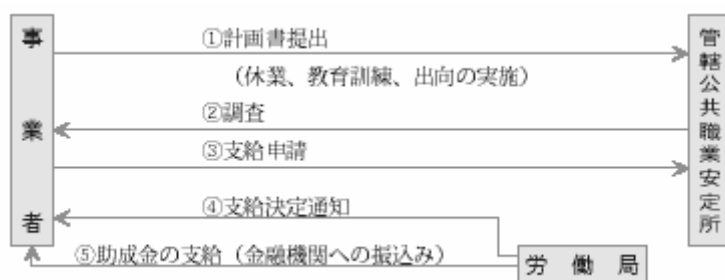 事業者
①計画書提出
(休業、教育訓練、出向の実施)
②調査
③支給申請
④支給決定通知
⑤助成金の支給(金融機関への振込み)
管轄公共職業安定所
労働局